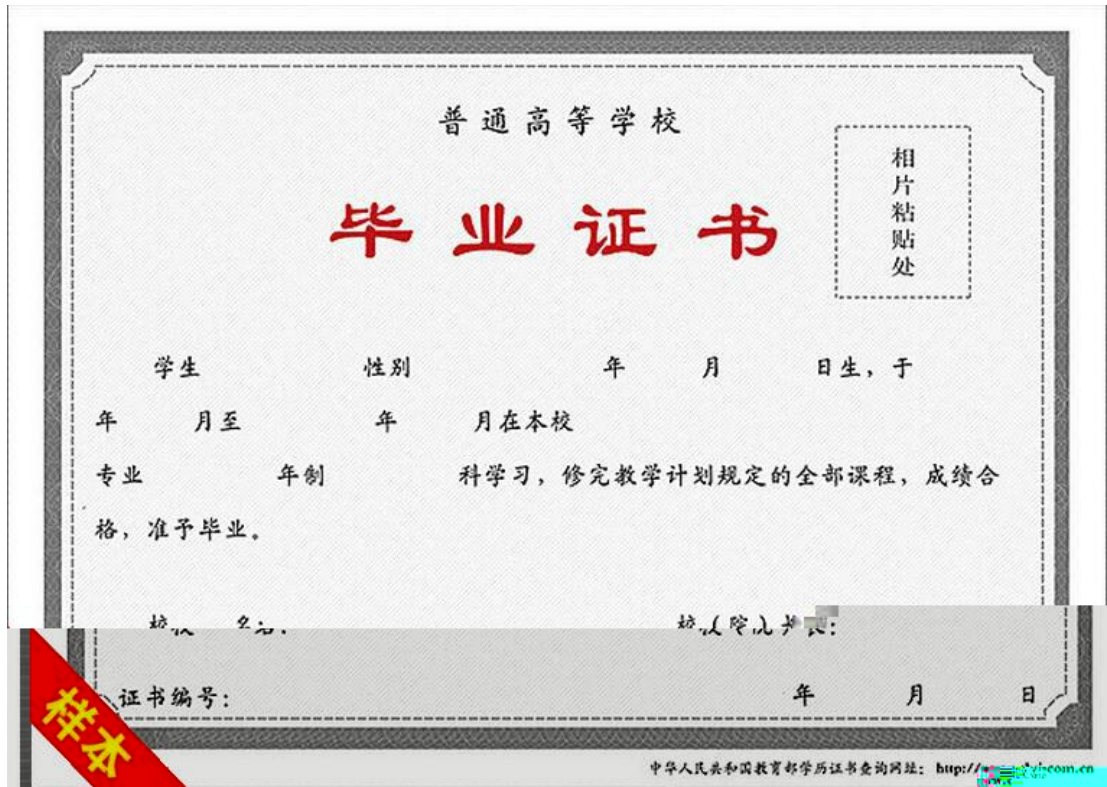 普通高等学校
相片粘贴处
毕业证书
学生 性别 年 月 日生，于
年 月至 年 月在本校
专业 年制 科学习，修完教学计划规定的全部课程，成绩合
格，准予毕业。
证书编号： 年 月 日
样本
中华人民共和国教育部学历证书查询网址： http://